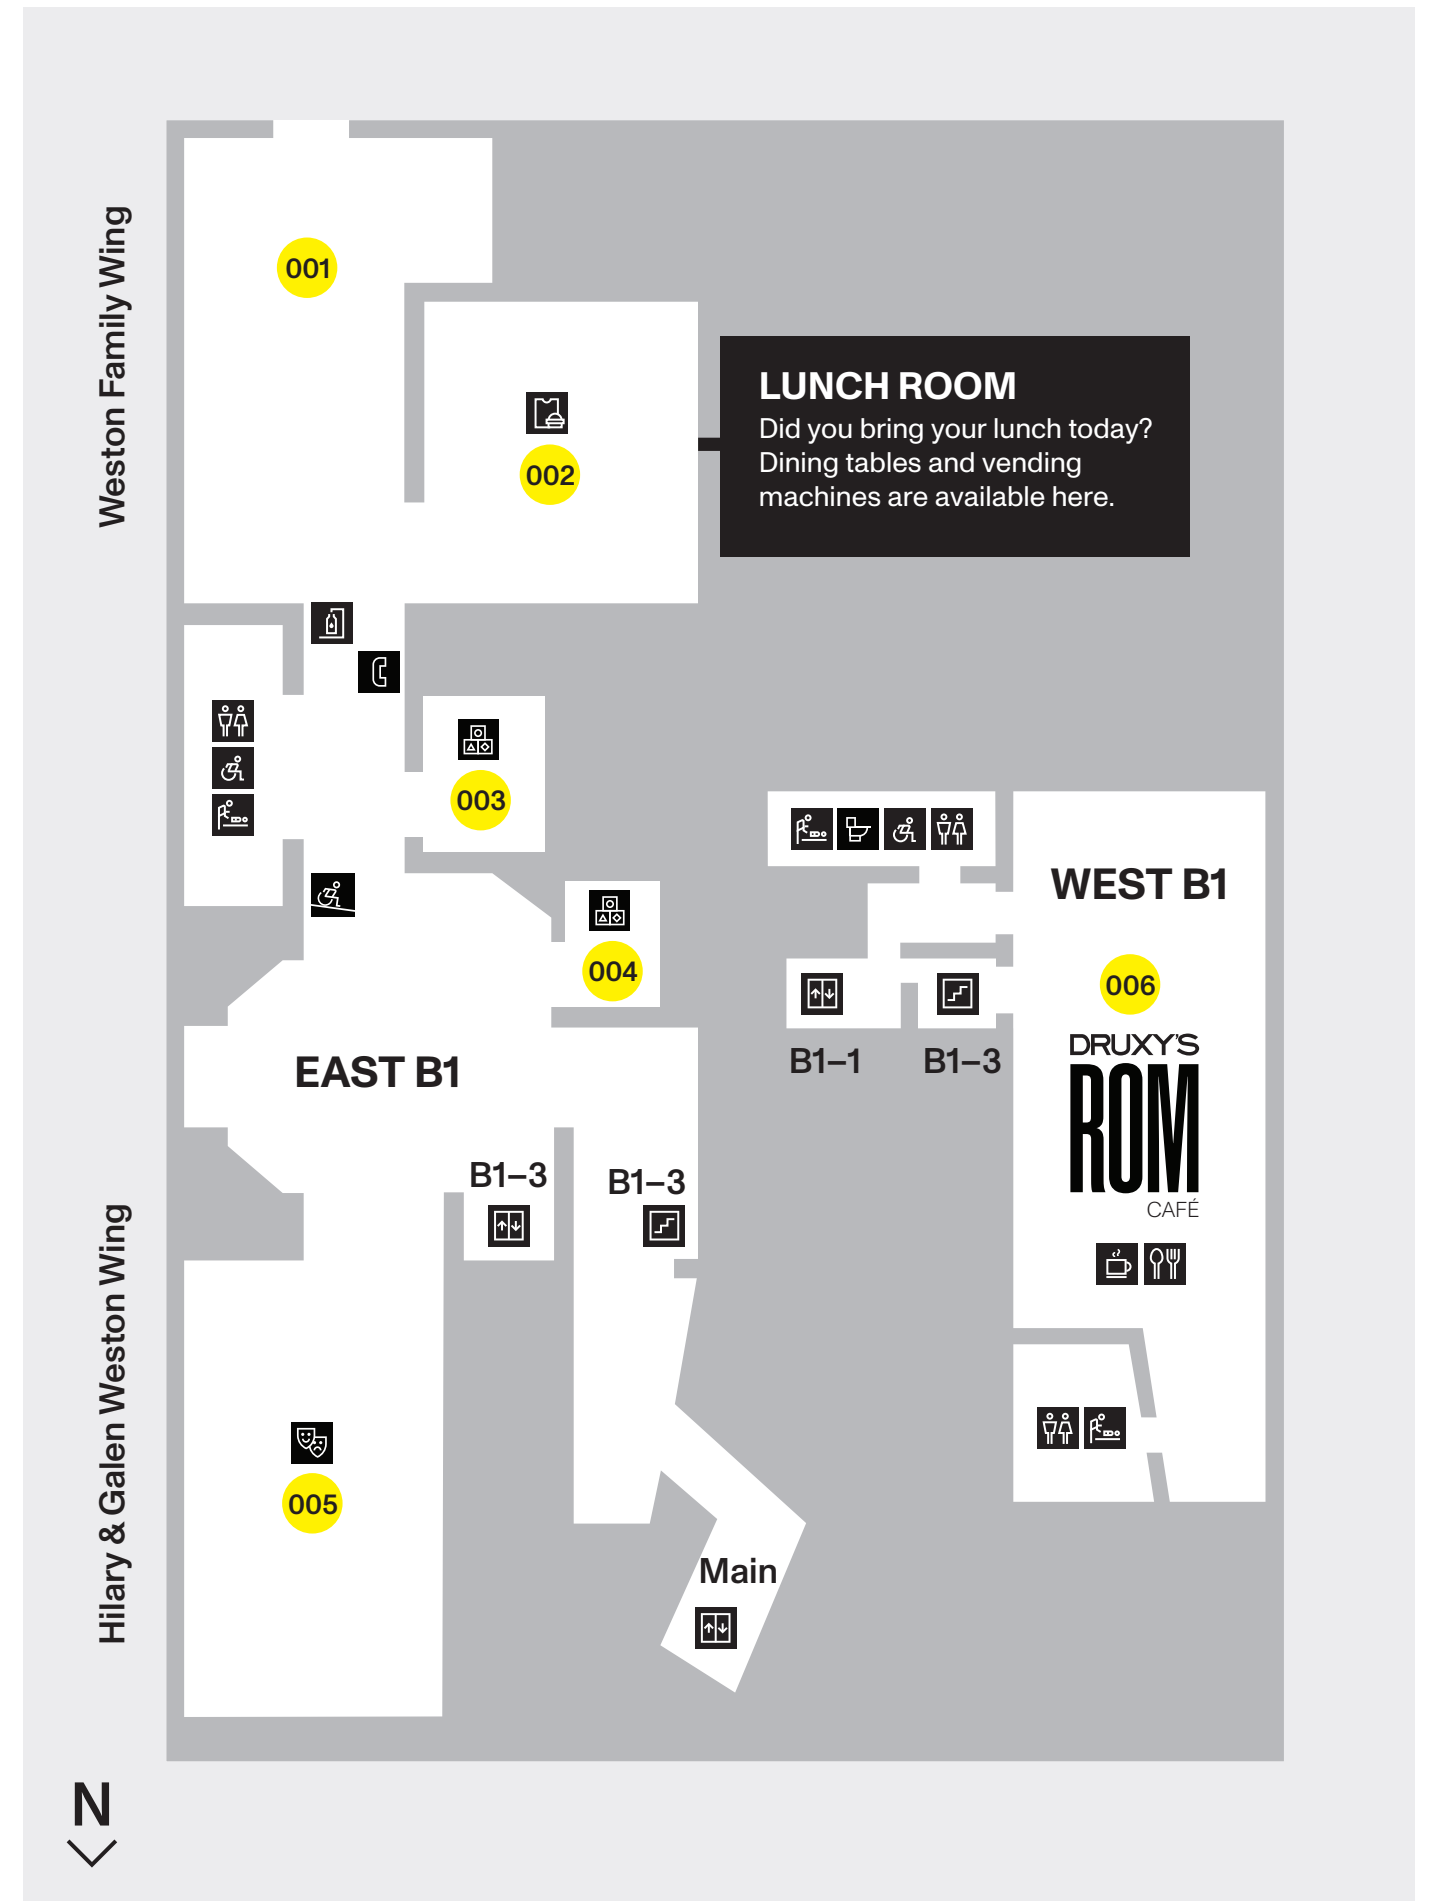 Weston Family Wing
001
002
LUNCH ROOM
Did you bring your lunch today?
Dining tables and vending
machines are available here.
003
004
WEST B1
006
DRUXY'S
ROM
CAFÉ
B1–1
B1–3
EAST B1
B1–3
B1–3
Hilary & Galen Weston Wing
005
Main
N